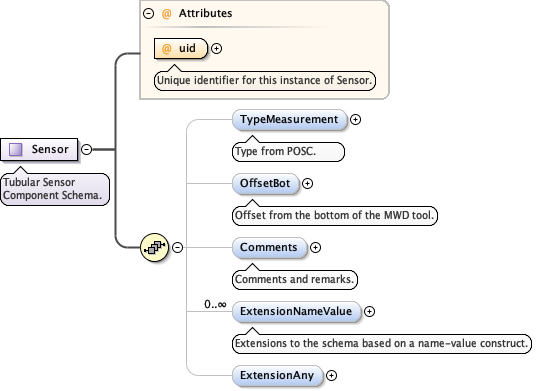 @ Attributes
@ uid
Unique identifier for this instance of Sensor.
Sensor
Tubular Sensor
Component Schema.
TypeMeasurement
Type from POSC.
OffsetBot
Offset from the bottom of the MWD tool.
Comments
Comments and remarks.
0..∞
ExtensionNameValue
Extensions to the schema based on a name-value construct.
ExtensionAny